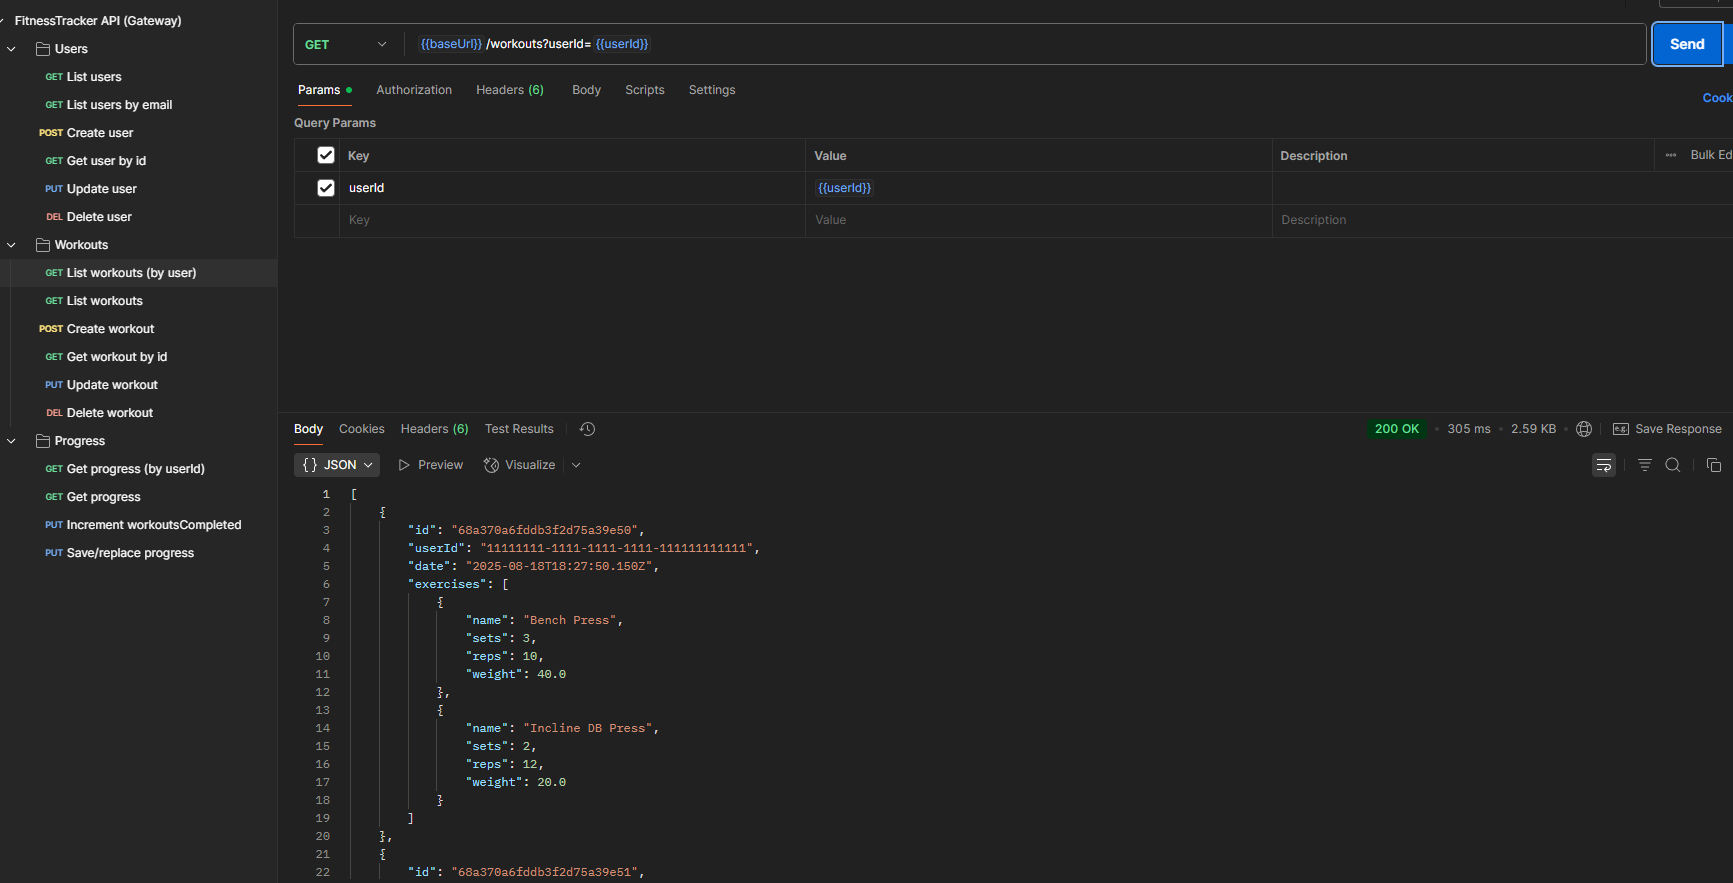 FitnessTracker API (Gateway)
Users
GET List users
GET List users by email
POST Create user
GET Get user by id
PUT Update user
DEL Delete user
Workouts
GET List workouts (by user)
GET List workouts
POST Create workout
GET Get workout by id
PUT Update workout
DEL Delete workout
Progress
GET Get progress (by userId)
GET Get progress
PUT Increment workoutsCompleted
PUT Save/replace progress
GET {{baseUrl}} /workouts?userId= {{userId}} Send
Params Authorization Headers (6) Body Scripts Settings
Cook
Query Params
Key Value Description ••• Bulk Ed
userId {{userId}}
Key Value Description
Body Cookies Headers (6) Test Results 200 OK • 305 ms • 2.59 KB • e.g. Save Response
{} JSON Preview Visualize
1 [
2 {
3 "id": "68a370a6fddb3f2d75a39e50",
4 "userId": "11111111-1111-1111-1111-111111111111",
5 "date": "2025-08-18T18:27:50.150Z",
6 "exercises": [
7 {
8 "name": "Bench Press",
9 "sets": 3,
10 "reps": 10,
11 "weight": 40.0
12 },
13 {
14 "name": "Incline DB Press",
15 "sets": 2,
16 "reps": 12,
17 "weight": 20.0
18 }
19 ]
20 },
21 {
22 "id": "68a370a6fddb3f2d75a39e51",